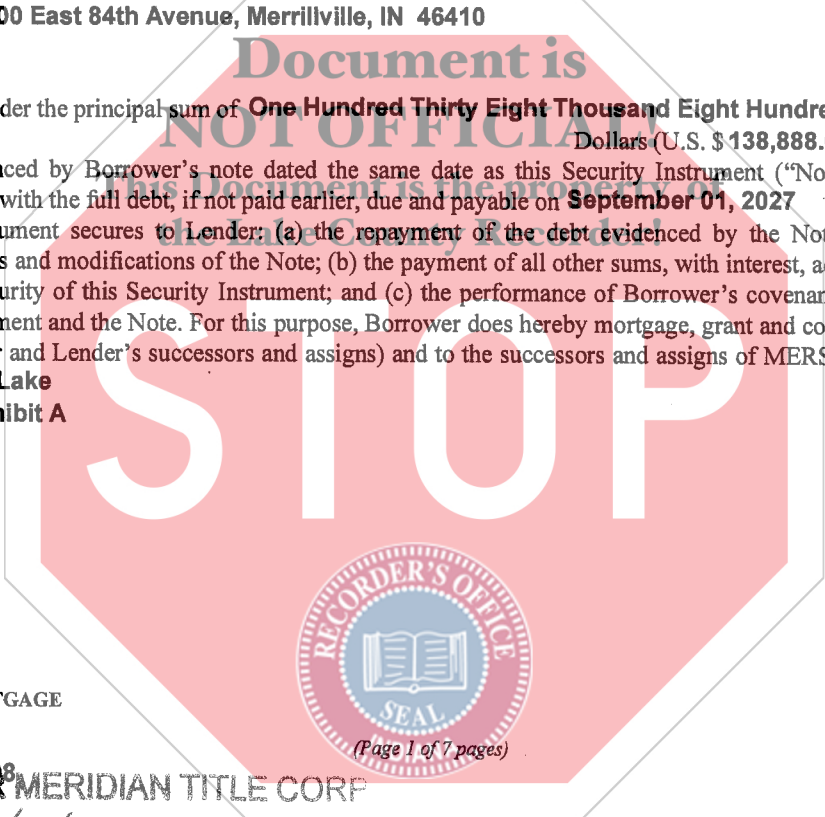 00 East 84th Avenue, Merrillville, IN 46410
Document is
der the principal sum of One Hundred Thirty Eight Thousand Eight Hundre
NOT OFFICIAL!
Dollars (U.S. $ 138,888.
ced by Borrower's note dated the same date as this Security Instrument ("No
This Document is the property of
with the full debt, if not paid earlier, due and payable on September 01, 2027
the Lake County Recorder!
ument secures to Lender: (a) the repayment of the debt evidenced by the Not
s and modifications of the Note; (b) the payment of all other sums, with interest, a
urity of this Security Instrument; and (c) the performance of Borrower's covenan
ment and the Note. For this purpose, Borrower does hereby mortgage, grant and co
and Lender's successors and assigns) and to the successors and assigns of MERS
Lake
hibit A
STOP
RECORDER'S OFFICE
SEAL
INDIANA
TGAGE
(Page 1 of 7 pages)
8
MERIDIAN TITLE CORP